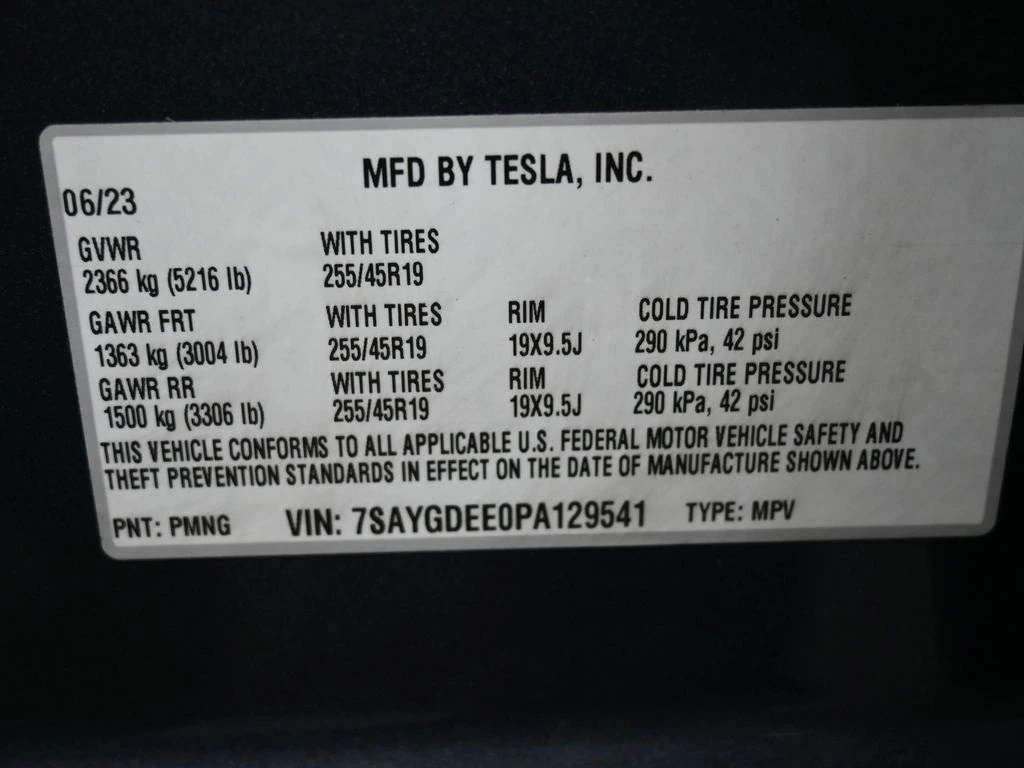 MFD BY TESLA, INC.
06/23
GVWR WITH TIRES
2366 kg (5216 lb) 255/45R19
GAWR FRT WITH TIRES RIM COLD TIRE PRESSURE
1363 kg (3004 lb) 255/45R19 19X9.5J 290 kPa, 42 psi
GAWR RR WITH TIRES RIM COLD TIRE PRESSURE
1500 kg (3306 lb) 255/45R19 19X9.5J 290 kPa, 42 psi
THIS VEHICLE CONFORMS TO ALL APPLICABLE U.S. FEDERAL MOTOR VEHICLE SAFETY AND
THEFT PREVENTION STANDARDS IN EFFECT ON THE DATE OF MANUFACTURE SHOWN ABOVE.
PNT: PMNG VIN: 7SAYGDEE0PA129541 TYPE: MPV